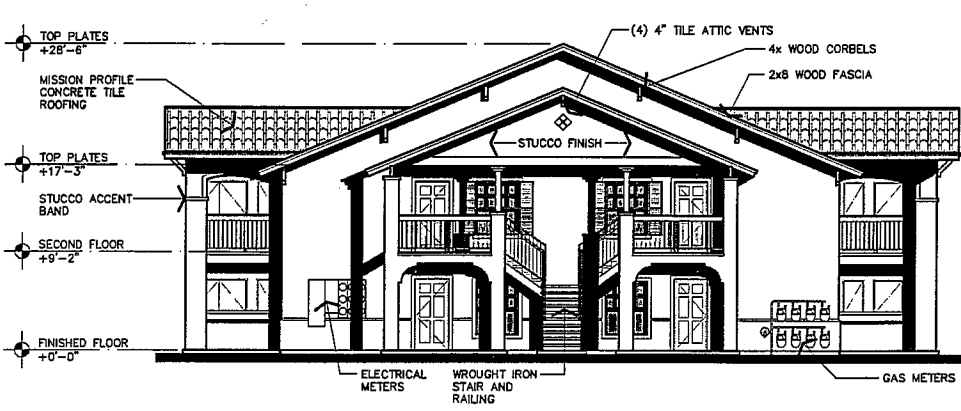 TOP PLATES
+28'-6"
(4) 4" TILE ATTIC VENTS
4x WOOD CORBELS
2x8 WOOD FASCIA
MISSION PROFILE
CONCRETE TILE
ROOFING
STUCCO FINISH
TOP PLATES
+17'-3"
STUCCO ACCENT
BAND
SECOND FLOOR
+9'-2"
FINISHED FLOOR
+0'-0"
ELECTRICAL
METERS
WROUGHT IRON
STAIR AND
RAILING
GAS METERS